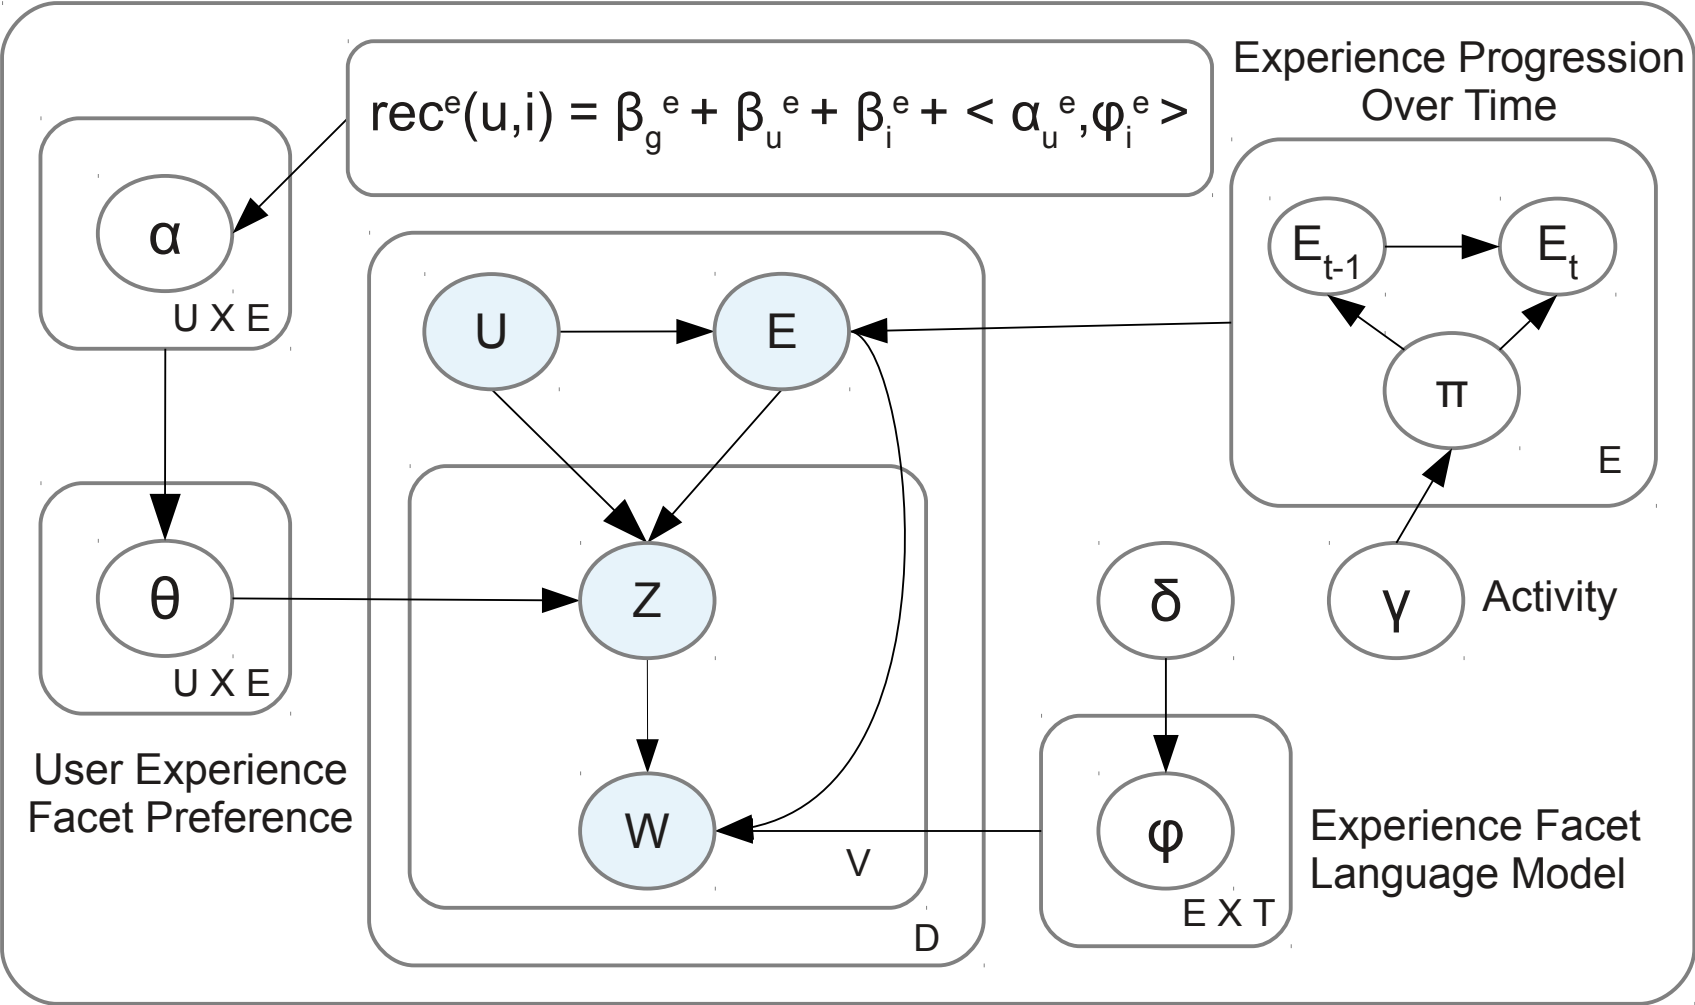 rec^e(u,i) = β_g^e + β_u^e + β_i^e + < α_u^e,φ_i^e >
Experience Progression
Over Time
α
U X E
E_t-1
E_t
π
E
U
E
θ
U X E
Z
δ
γ
Activity
User Experience
Facet Preference
W
V
D
φ
E X T
Experience Facet
Language Model